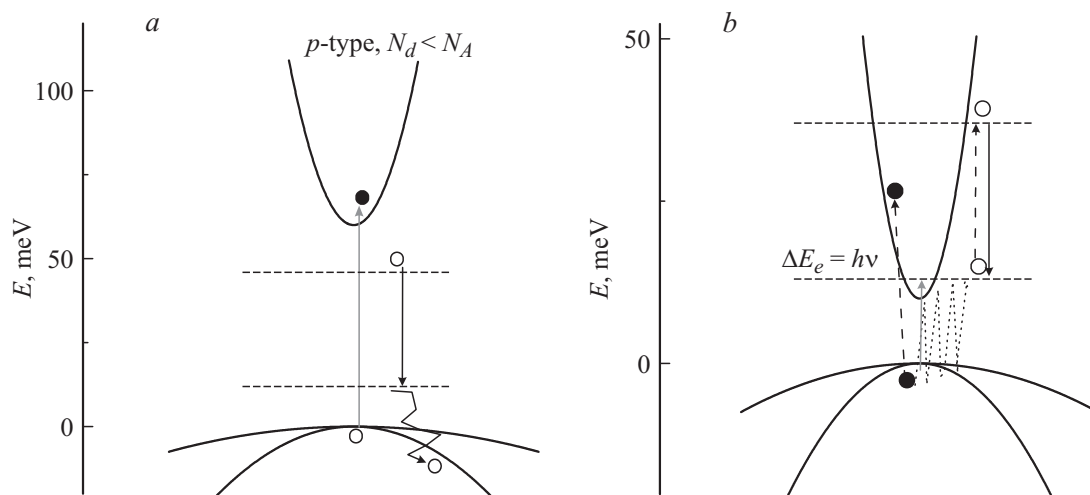 a
p-type, N_d < N_A
100
50
0
E, meV
b
50
0
E, meV
ΔE_e = hν